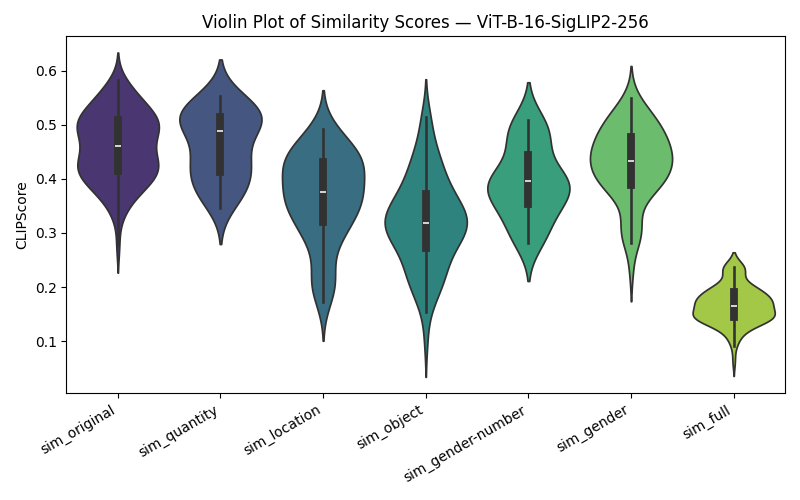 Violin Plot of Similarity Scores — ViT-B-16-SigLIP2-256
CLIPScore
0.6
0.5
0.4
0.3
0.2
0.1
sim_original
sim_quantity
sim_location
sim_object
sim_gender-number
sim_gender
sim_full